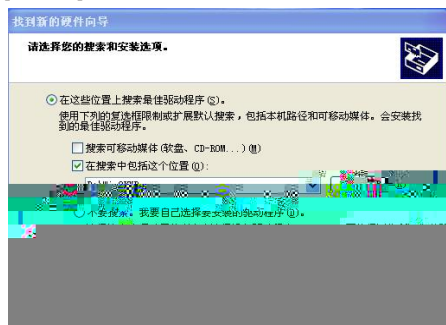 找到新的硬件向导
请选择您的搜索和安装选项。
在这些位置上搜索最佳驱动程序(S)。
使用下列的复选框限制或扩展默认搜索，包括本机路径和可移动媒体。会安装找
到的最佳驱动程序。
搜索可移动媒体(软盘、CD-ROM...)(M)
在搜索中包括这个位置(O):
不要搜索。我要自己选择要安装的驱动程序(D)。